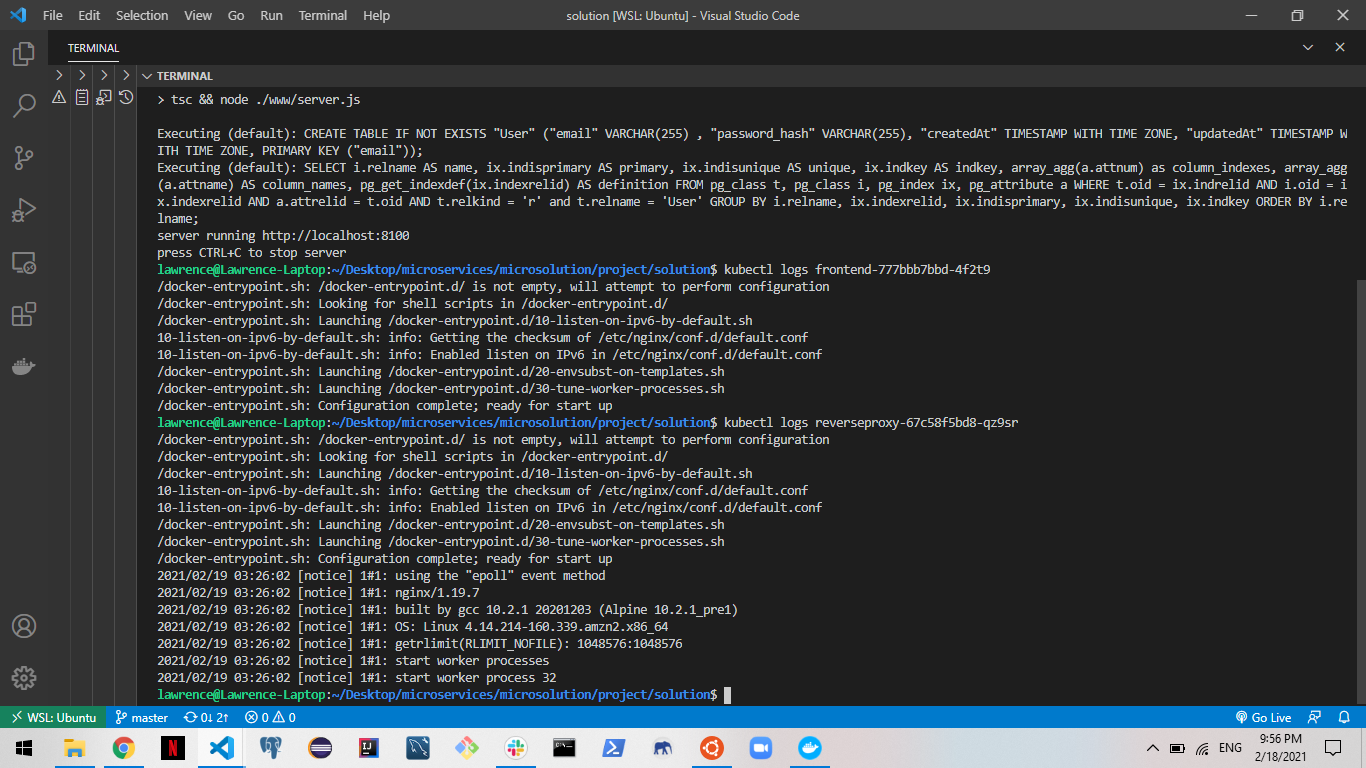 File Edit Selection View Go Run Terminal Help
solution [WSL: Ubuntu] - Visual Studio Code
TERMINAL
TERMINAL
> tsc && node ./www/server.js
Executing (default): CREATE TABLE IF NOT EXISTS "User" ("email" VARCHAR(255) , "password_hash" VARCHAR(255), "createdAt" TIMESTAMP WITH TIME ZONE, "updatedAt" TIMESTAMP W
ITH TIME ZONE, PRIMARY KEY ("email"));
Executing (default): SELECT i.relname AS name, ix.indisprimary AS primary, ix.indisunique AS unique, ix.indkey AS indkey, array_agg(a.attnum) as column_indexes, array_agg
(a.attname) AS column_names, pg_get_indexdef(ix.indexrelid) AS definition FROM pg_class t, pg_class i, pg_index ix, pg_attribute a WHERE t.oid = ix.indrelid AND i.oid = i
x.indexrelid AND a.attrelid = t.oid AND t.relkind = 'r' and t.relname = 'User' GROUP BY i.relname, ix.indexrelid, ix.indisprimary, ix.indisunique, ix.indkey ORDER BY i.re
lname;
server running http://localhost:8100
press CTRL+C to stop server
lawrence@Lawrence-Laptop:~/Desktop/microservices/microsolution/project/solution$ kubectl logs frontend-777bbb7bbd-4f2t9
/docker-entrypoint.sh: /docker-entrypoint.d/ is not empty, will attempt to perform configuration
/docker-entrypoint.sh: Looking for shell scripts in /docker-entrypoint.d/
/docker-entrypoint.sh: Launching /docker-entrypoint.d/10-listen-on-ipv6-by-default.sh
10-listen-on-ipv6-by-default.sh: info: Getting the checksum of /etc/nginx/conf.d/default.conf
10-listen-on-ipv6-by-default.sh: info: Enabled listen on IPv6 in /etc/nginx/conf.d/default.conf
/docker-entrypoint.sh: Launching /docker-entrypoint.d/20-envsubst-on-templates.sh
/docker-entrypoint.sh: Launching /docker-entrypoint.d/30-tune-worker-processes.sh
/docker-entrypoint.sh: Configuration complete; ready for start up
lawrence@Lawrence-Laptop:~/Desktop/microservices/microsolution/project/solution$ kubectl logs reverseproxy-67c58f5bd8-qz9sr
/docker-entrypoint.sh: /docker-entrypoint.d/ is not empty, will attempt to perform configuration
/docker-entrypoint.sh: Looking for shell scripts in /docker-entrypoint.d/
/docker-entrypoint.sh: Launching /docker-entrypoint.d/10-listen-on-ipv6-by-default.sh
10-listen-on-ipv6-by-default.sh: info: Getting the checksum of /etc/nginx/conf.d/default.conf
10-listen-on-ipv6-by-default.sh: info: Enabled listen on IPv6 in /etc/nginx/conf.d/default.conf
/docker-entrypoint.sh: Launching /docker-entrypoint.d/20-envsubst-on-templates.sh
/docker-entrypoint.sh: Launching /docker-entrypoint.d/30-tune-worker-processes.sh
/docker-entrypoint.sh: Configuration complete; ready for start up
2021/02/19 03:26:02 [notice] 1#1: using the "epoll" event method
2021/02/19 03:26:02 [notice] 1#1: nginx/1.19.7
2021/02/19 03:26:02 [notice] 1#1: built by gcc 10.2.1 20201203 (Alpine 10.2.1_pre1)
2021/02/19 03:26:02 [notice] 1#1: OS: Linux 4.14.214-160.339.amzn2.x86_64
2021/02/19 03:26:02 [notice] 1#1: getrlimit(RLIMIT_NOFILE): 1048576:1048576
2021/02/19 03:26:02 [notice] 1#1: start worker processes
2021/02/19 03:26:02 [notice] 1#1: start worker process 32
lawrence@Lawrence-Laptop:~/Desktop/microservices/microsolution/project/solution$
WSL: Ubuntu master 0↓ 2↑ 0 0 Go Live
ENG
9:56 PM
2/18/2021